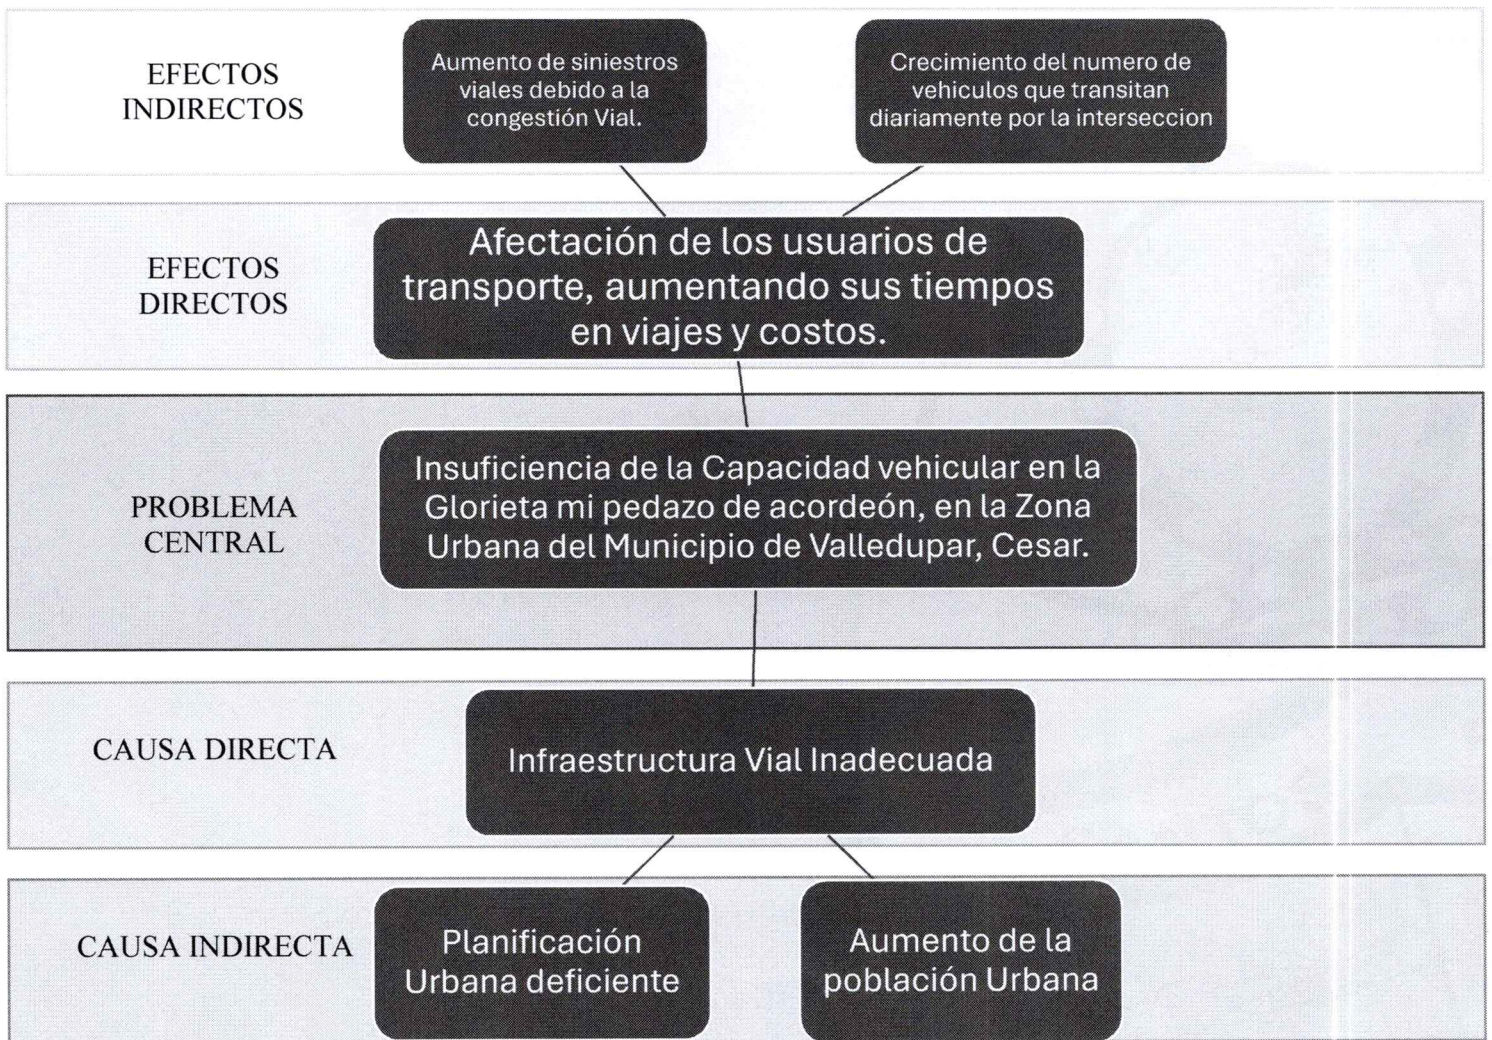 EFECTOS
INDIRECTOS
Aumento de siniestros
viales debido a la
congestión Vial.
Crecimiento del numero de
vehiculos que transitan
diariamente por la interseccion
EFECTOS
DIRECTOS
Afectación de los usuarios de
transporte, aumentando sus tiempos
en viajes y costos.
PROBLEMA
CENTRAL
Insuficiencia de la Capacidad vehicular en la
Glorieta mi pedazo de acordeón, en la Zona
Urbana del Municipio de Valledupar, Cesar.
CAUSA DIRECTA
Infraestructura Vial Inadecuada
CAUSA INDIRECTA
Planificación
Urbana deficiente
Aumento de la
población Urbana